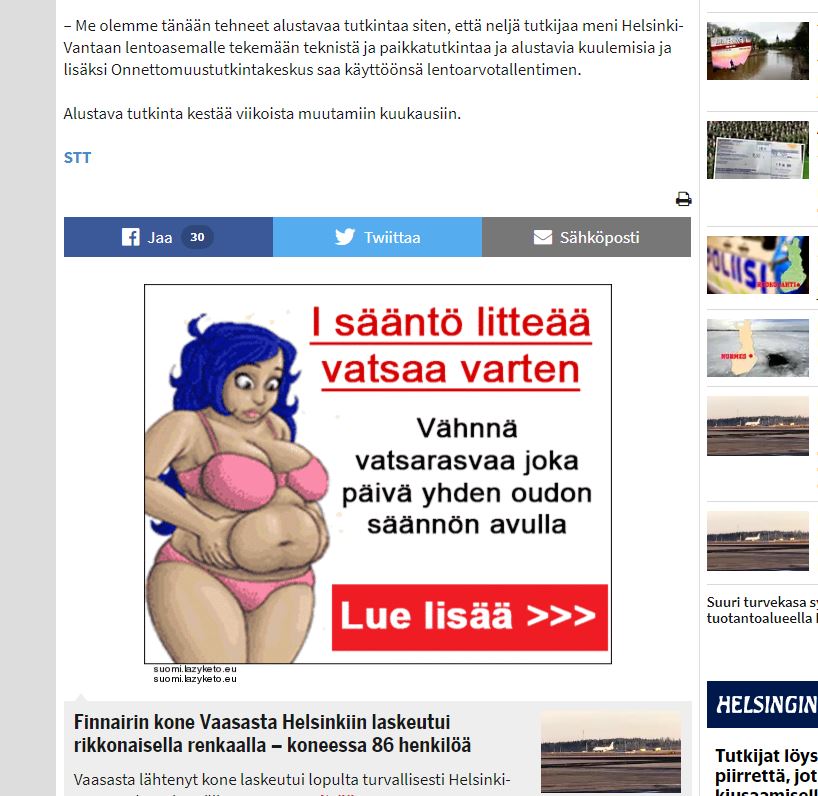 – Me olemme tänään tehneet alustavaa tutkintaa siten, että neljä tutkijaa meni Helsinki-
Vantaan lentoasemalle tekemään teknistä ja paikkatutkintaa ja alustavia kuulemisia ja
lisäksi Onnettomuustutkintakeskus saa käyttöönsä lentoarvotallentimen.
Alustava tutkinta kestää viikoista muutamiin kuukausiin.
STT
Jaa 30 Twiittaa Sähköposti
I sääntö litteää
vatsaa varten
Vähnnä
vatsarasvaa joka
päivä yhden oudon
säännön avulla
Lue lisää >>>
suomi.lazyketo.eu
suomi.lazyketo.eu
Finnairin kone Vaasasta Helsinkiin laskeutui
rikkonaisella renkaalla – koneessa 86 henkilöä
Vaasasta lähtenyt kone laskeutui lopulta turvallisesti Helsinki-
POLIISI
NURMES
Suuri turvekasa sy
tuotantoalueella
HELSINGIN
Tutkijat löys
piirrettä, jot